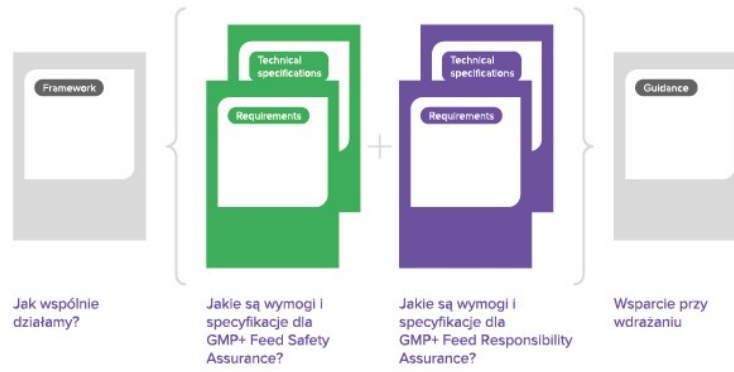 Framework
Technical
specifications
Requirements
Technical
specifications
Requirements
Guidance
Jak wspólnie
działamy?
Jakie są wymogi i
specyfikacje dla
GMP+ Feed Safety
Assurance?
Jakie są wymogi i
specyfikacje dla
GMP+ Feed Responsibility
Assurance?
Wsparcie przy
wdrażaniu